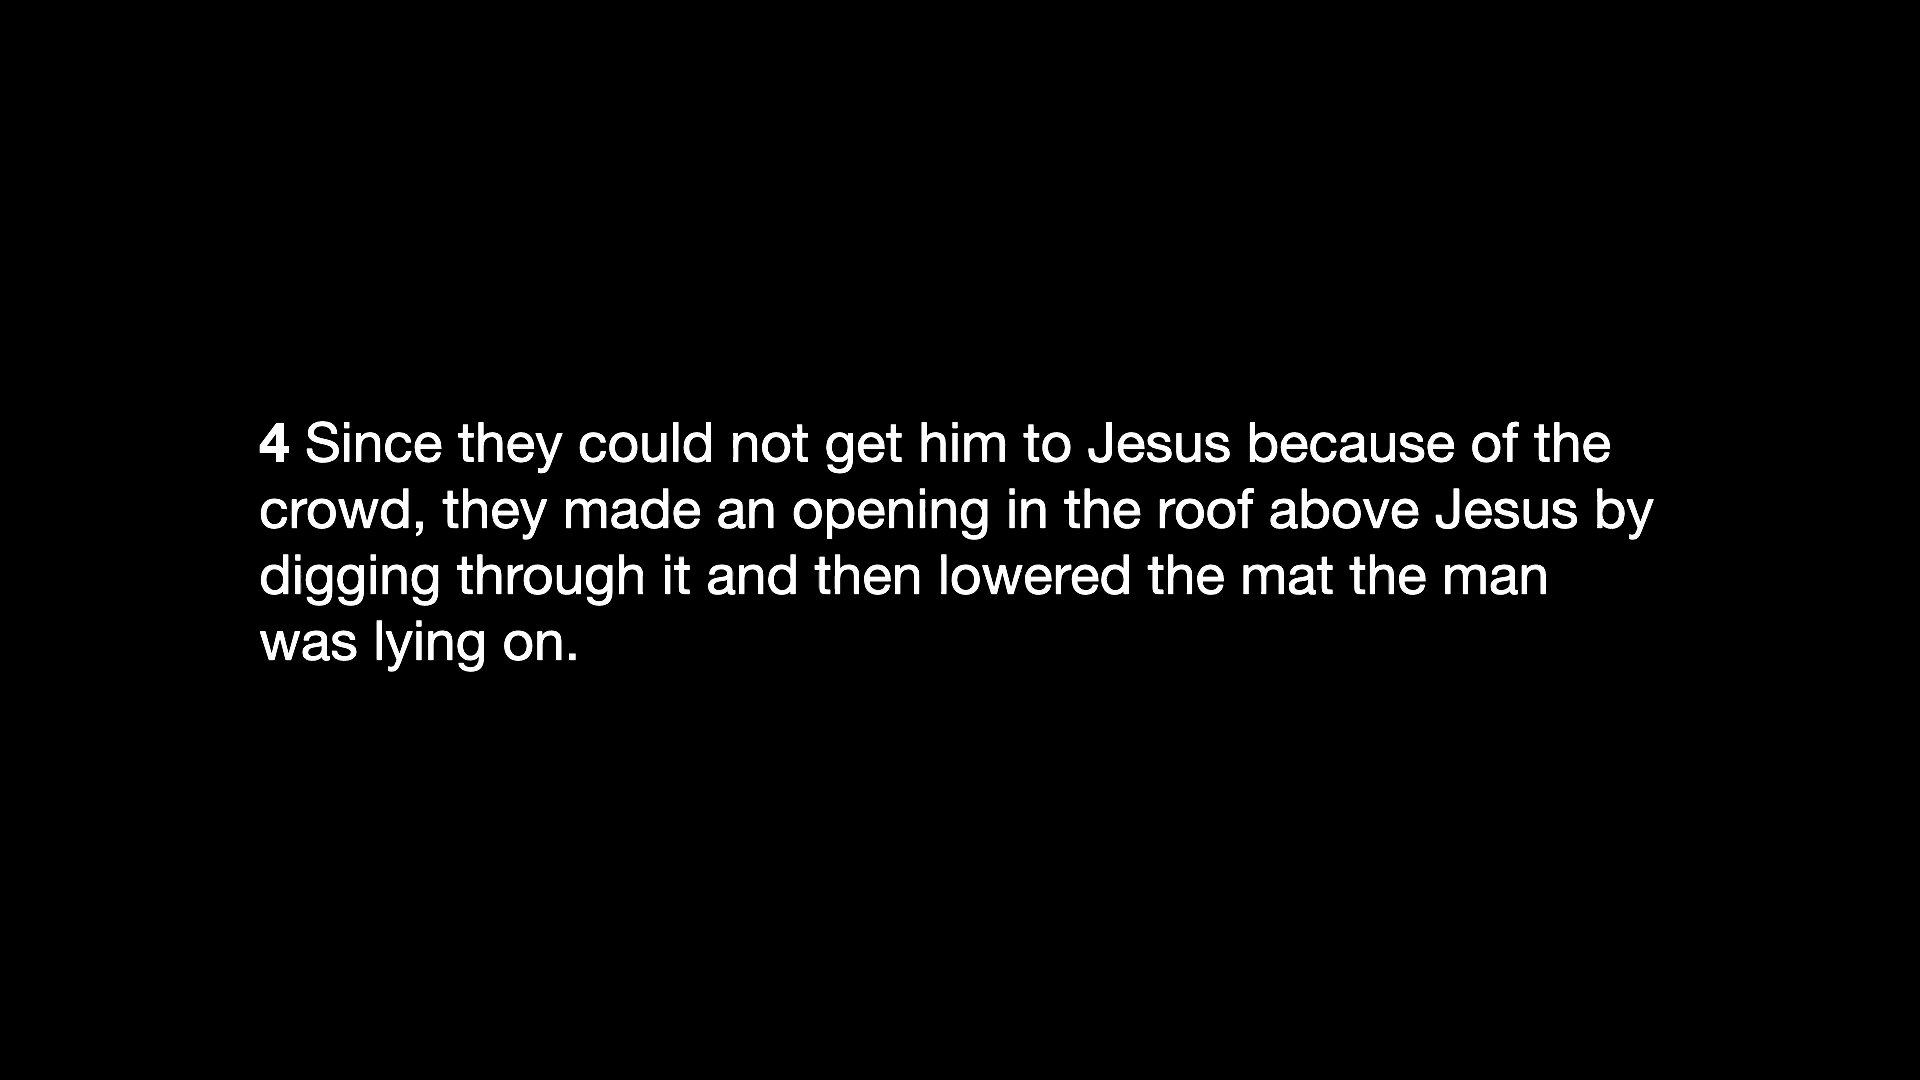 4 Since they could not get him to Jesus because of the
crowd, they made an opening in the roof above Jesus by
digging through it and then lowered the mat the man
was lying on.